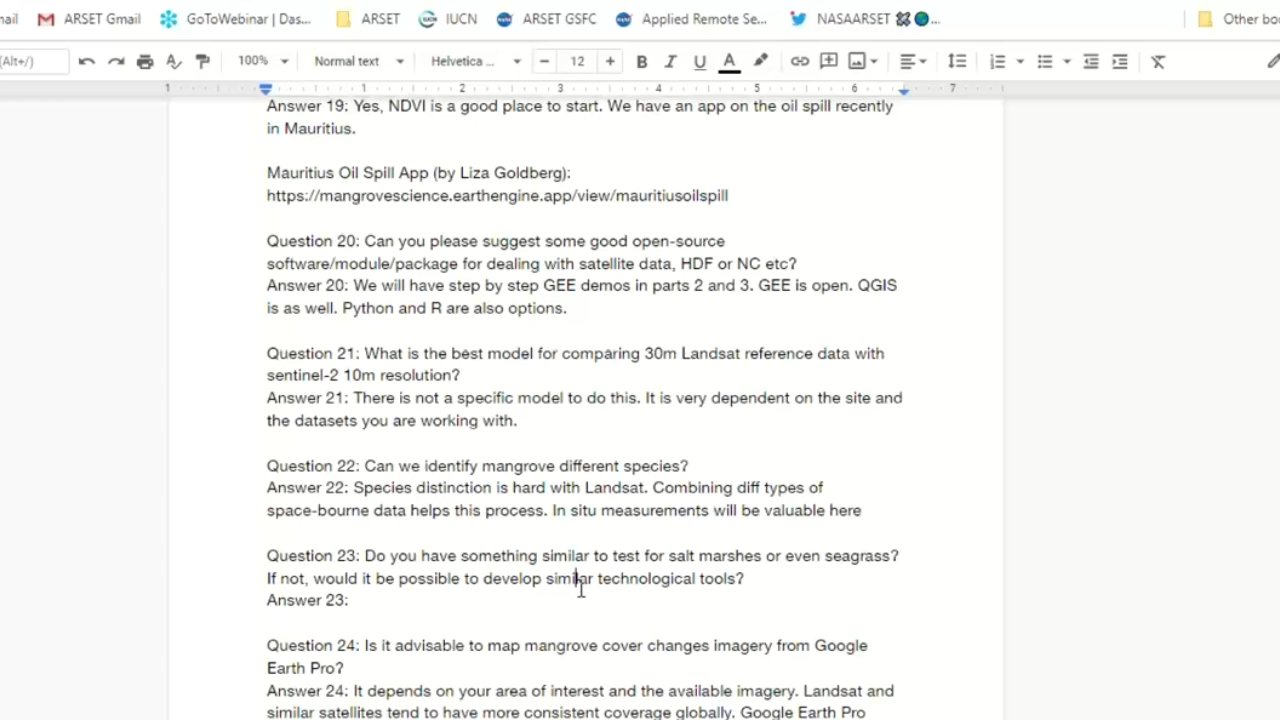 mail ARSET Gmail GoToWebinar | Das... ARSET IUCN ARSET GSFC Applied Remote Se... NASAARSET ... Other bo
(Alt+/) 100% Normal text Helvetica ... − 12 + B I U A
1 1 2 3 4 5 6 7
Answer 19: Yes, NDVI is a good place to start. We have an app on the oil spill recently
in Mauritius.
Mauritius Oil Spill App (by Liza Goldberg):
https://mangrovescience.earthengine.app/view/mauritiusoilspill
Question 20: Can you please suggest some good open-source
software/module/package for dealing with satellite data, HDF or NC etc?
Answer 20: We will have step by step GEE demos in parts 2 and 3. GEE is open. QGIS
is as well. Python and R are also options.
Question 21: What is the best model for comparing 30m Landsat reference data with
sentinel-2 10m resolution?
Answer 21: There is not a specific model to do this. It is very dependent on the site and
the datasets you are working with.
Question 22: Can we identify mangrove different species?
Answer 22: Species distinction is hard with Landsat. Combining diff types of
space-bourne data helps this process. In situ measurements will be valuable here
Question 23: Do you have something similar to test for salt marshes or even seagrass?
If not, would it be possible to develop similar technological tools?
Answer 23:
Question 24: Is it advisable to map mangrove cover changes imagery from Google
Earth Pro?
Answer 24: It depends on your area of interest and the available imagery. Landsat and
similar satellites tend to have more consistent coverage globally. Google Earth Pro